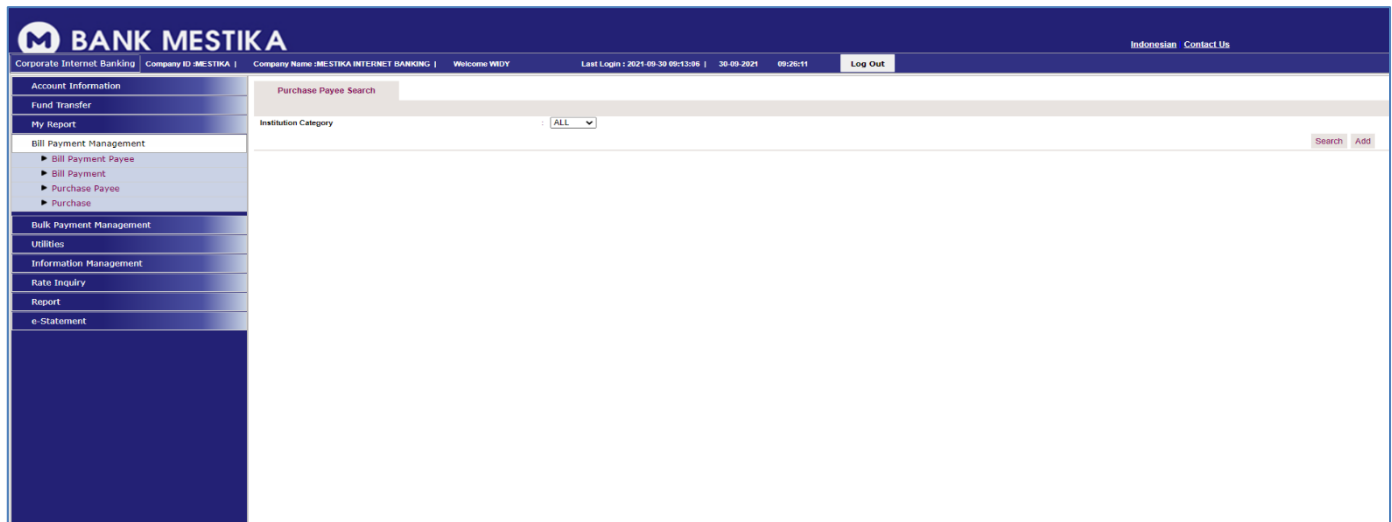 BANK MESTIKA
Indonesian Contact Us
Corporate Internet Banking Company ID :MESTIKA | Company Name :MESTIKA INTERNET BANKING | Welcome WIDY Last Login : 2021-09-30 09:13:06 | 30-09-2021 09:26:11 Log Out
Account Information
Fund Transfer
My Report
Bill Payment Management
Bill Payment Payee
Bill Payment
Purchase Payee
Purchase
Bulk Payment Management
Utilities
Information Management
Rate Inquiry
Report
e-Statement
Purchase Payee Search
Institution Category : ALL
Search Add